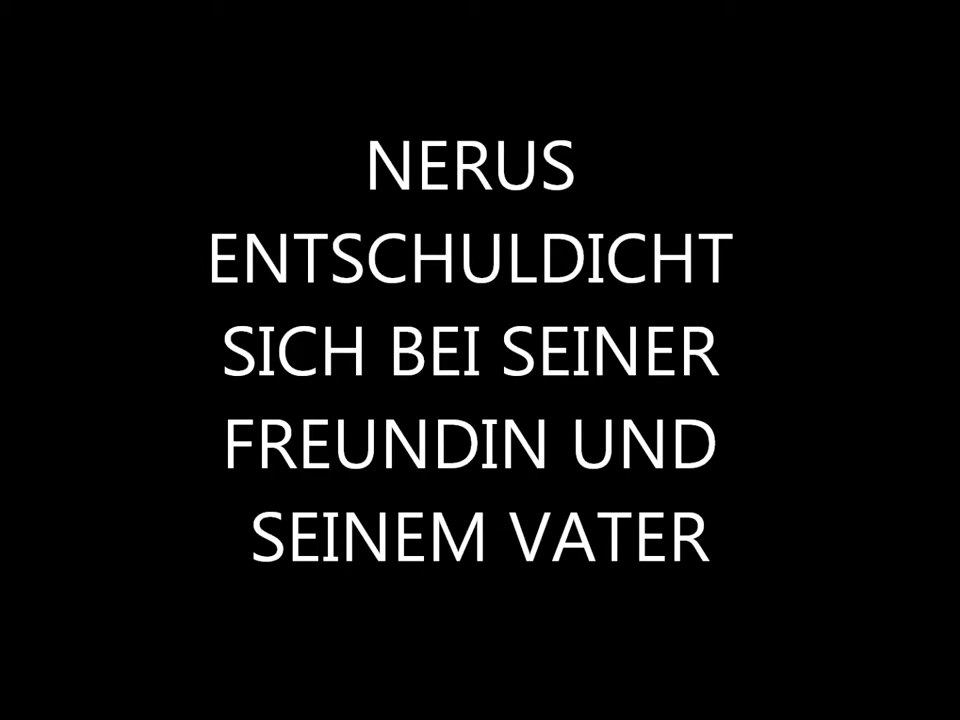 NERUS
ENTSCHULDICHT
SICH BEI SEINER
FREUNDIN UND
SEINEM VATER